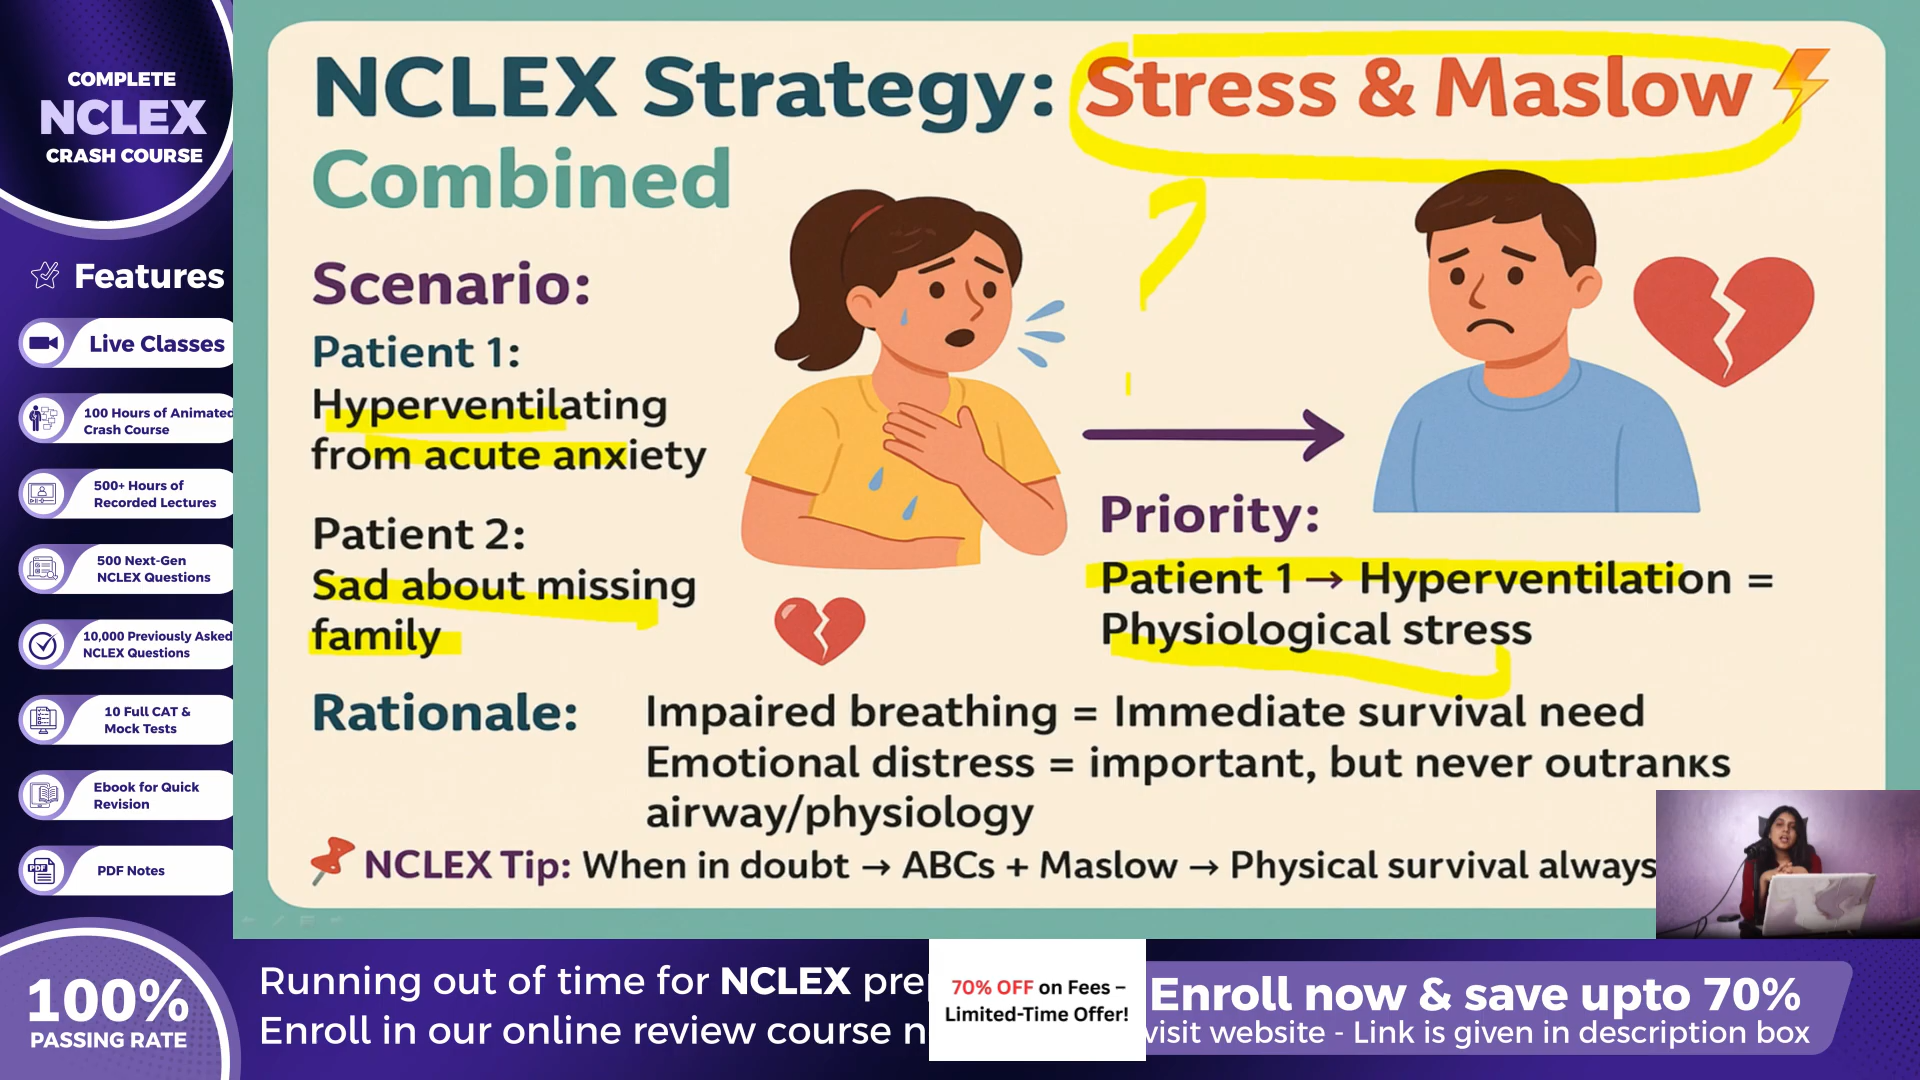 COMPLETE
NCLEX
CRASH COURSE
Features
Live Classes
100 Hours of Animated
Crash Course
500+ Hours of
Recorded Lectures
500 Next-Gen
NCLEX Questions
10,000 Previously Asked
NCLEX Questions
10 Full CAT &
Mock Tests
Ebook for Quick
Revision
PDF
PDF Notes
100%
PASSING RATE
NCLEX Strategy: Stress & Maslow
Combined
Scenario:
Patient 1:
Hyperventilating
from acute anxiety
Patient 2:
Sad about missing
family
Priority:
Patient 1 → Hyperventilation =
Physiological stress
Rationale:
Impaired breathing = Immediate survival need
Emotional distress = important, but never outranks
airway/physiology
NCLEX Tip: When in doubt → ABCs + Maslow → Physical survival always
Running out of time for NCLEX
Enroll in our online review course
70% OFF on Fees –
Limited-Time Offer!
Enroll now & save upto 70%
visit website - Link is given in description box